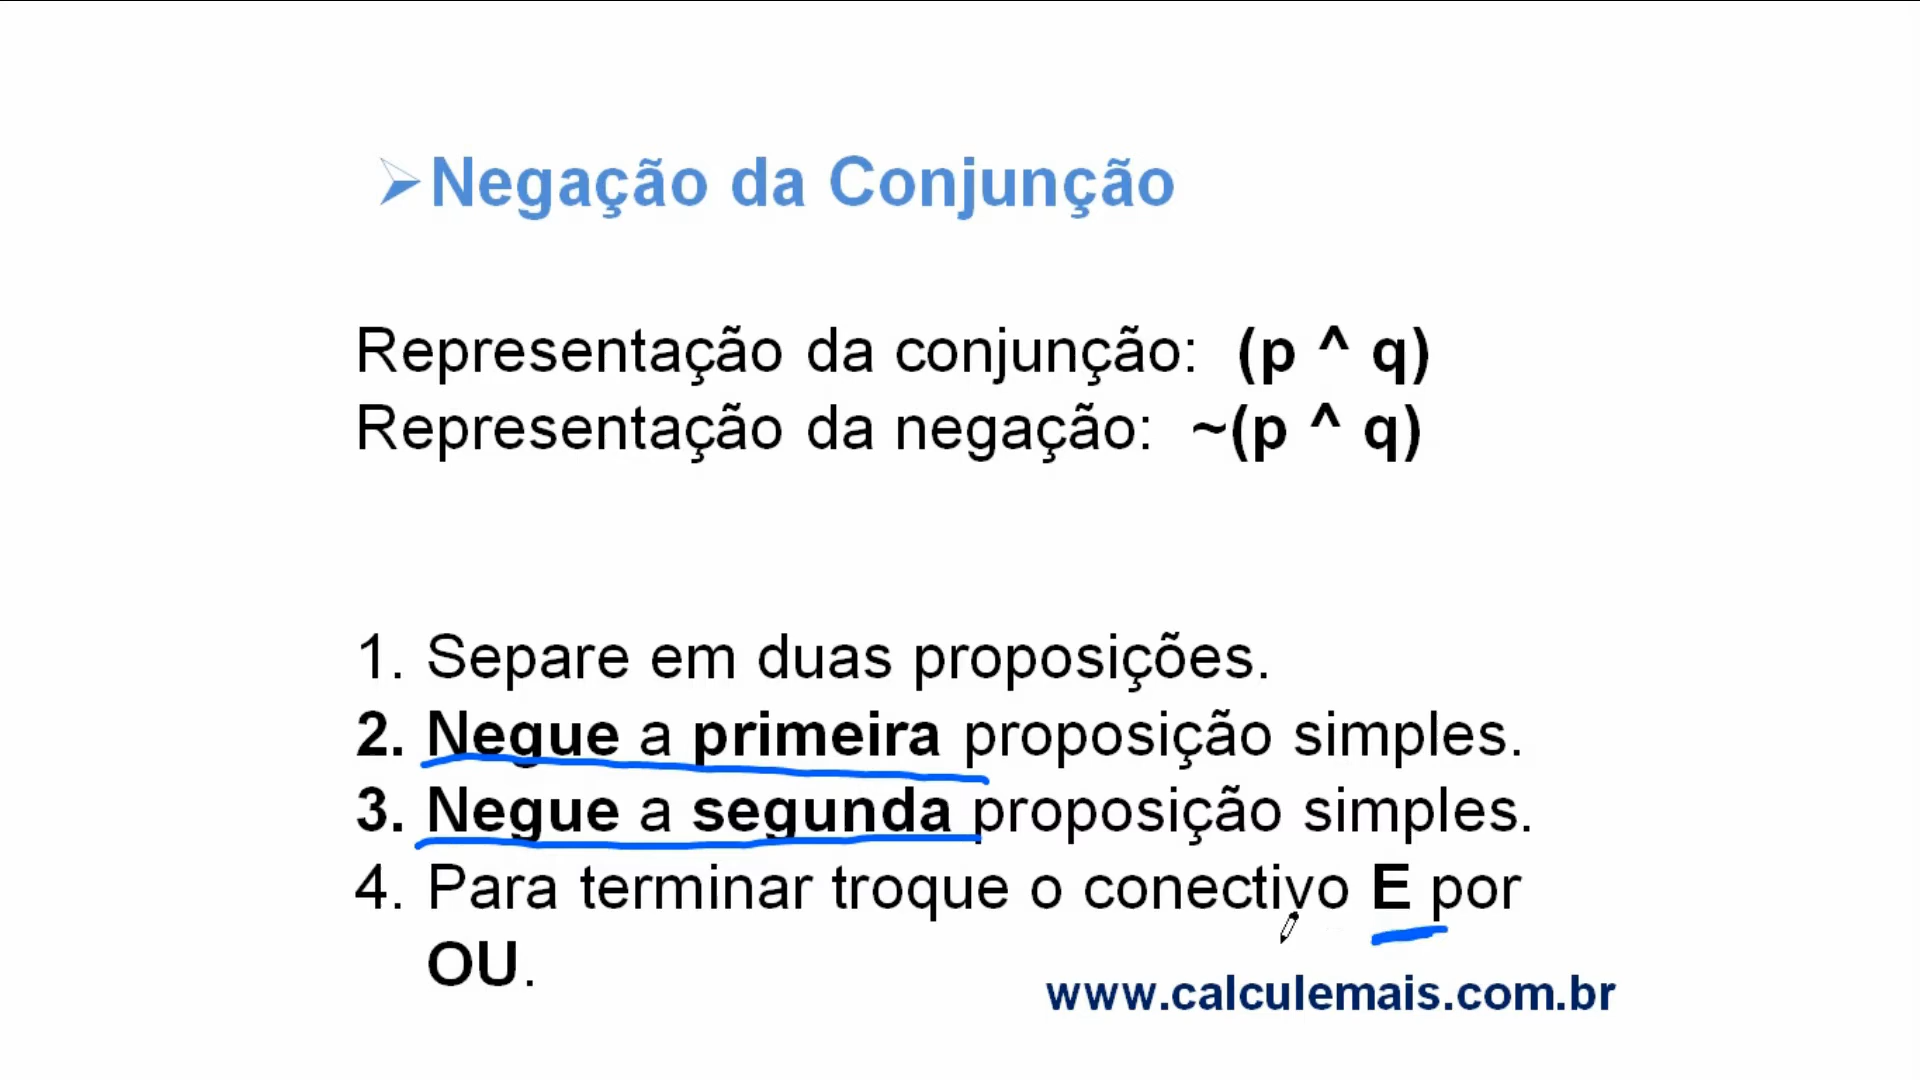 Negação da Conjunção
Representação da conjunção: (p ^ q)
Representação da negação: ~(p ^ q)
1. Separe em duas proposições.
2. Negue a primeira proposição simples.
3. Negue a segunda proposição simples.
4. Para terminar troque o conectivo E por
OU.
www.calculemais.com.br